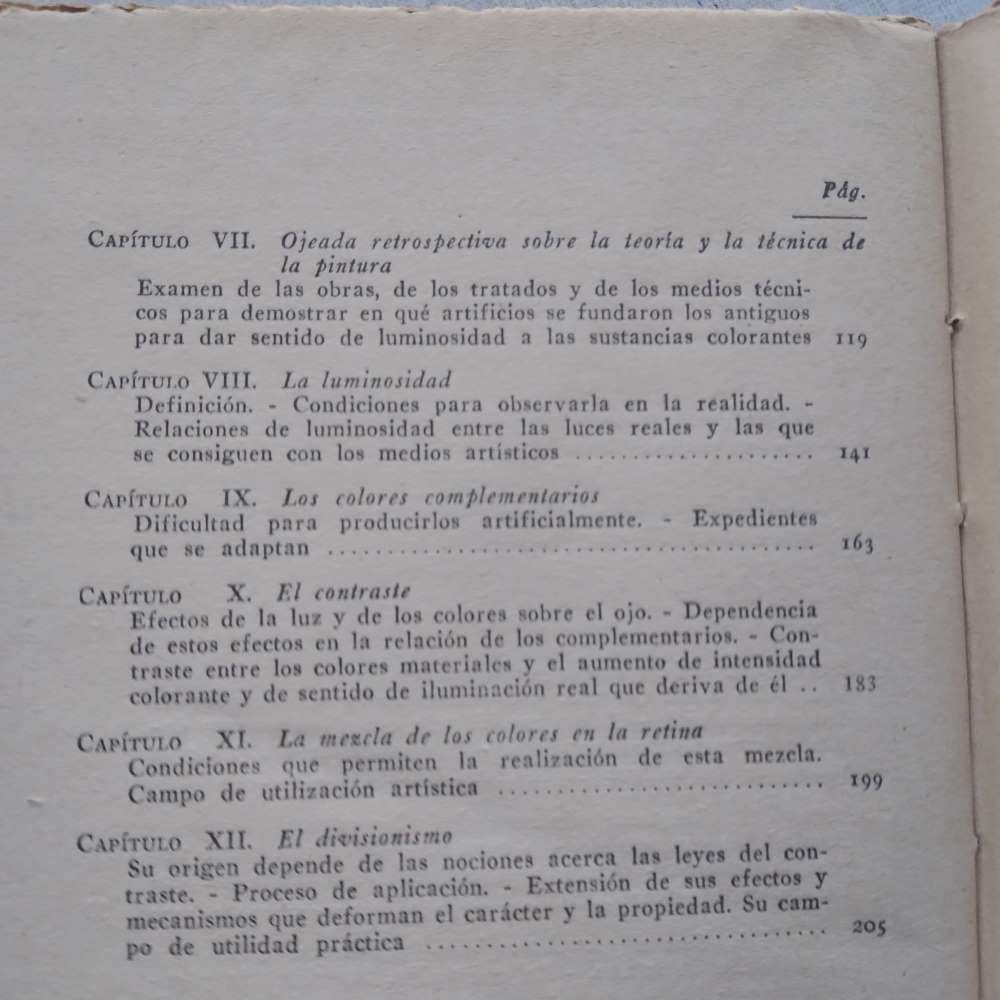 Pág.
CAPÍTULO VII. Ojeada retrospectiva sobre la teoría y la técnica de
la pintura
Examen de las obras, de los tratados y de los medios técni-
cos para demostrar en qué artificios se fundaron los antiguos
para dar sentido de luminosidad a las sustancias colorantes 119
CAPÍTULO VIII. La luminosidad
Definición. - Condiciones para observarla en la realidad. -
Relaciones de luminosidad entre las luces reales y las que
se consiguen con los medios artísticos ..................... 141
CAPÍTULO IX. Los colores complementarios
Dificultad para producirlos artificialmente. - Expedientes
que se adaptan .......................................... 163
CAPÍTULO X. El contraste
Efectos de la luz y de los colores sobre el ojo. - Dependencia
de estos efectos en la relación de los complementarios. - Con-
traste entre los colores materiales y el aumento de intensidad
colorante y de sentido de iluminación real que deriva de él .. 183
CAPÍTULO XI. La mezcla de los colores en la retina
Condiciones que permiten la realización de esta mezcla.
Campo de utilización artística ............................ 199
CAPÍTULO XII. El divisionismo
Su origen depende de las nociones acerca las leyes del con-
traste. - Proceso de aplicación. - Extensión de sus efectos y
mecanismos que deforman el carácter y la propiedad. Su cam-
po de utilidad práctica ................................... 205